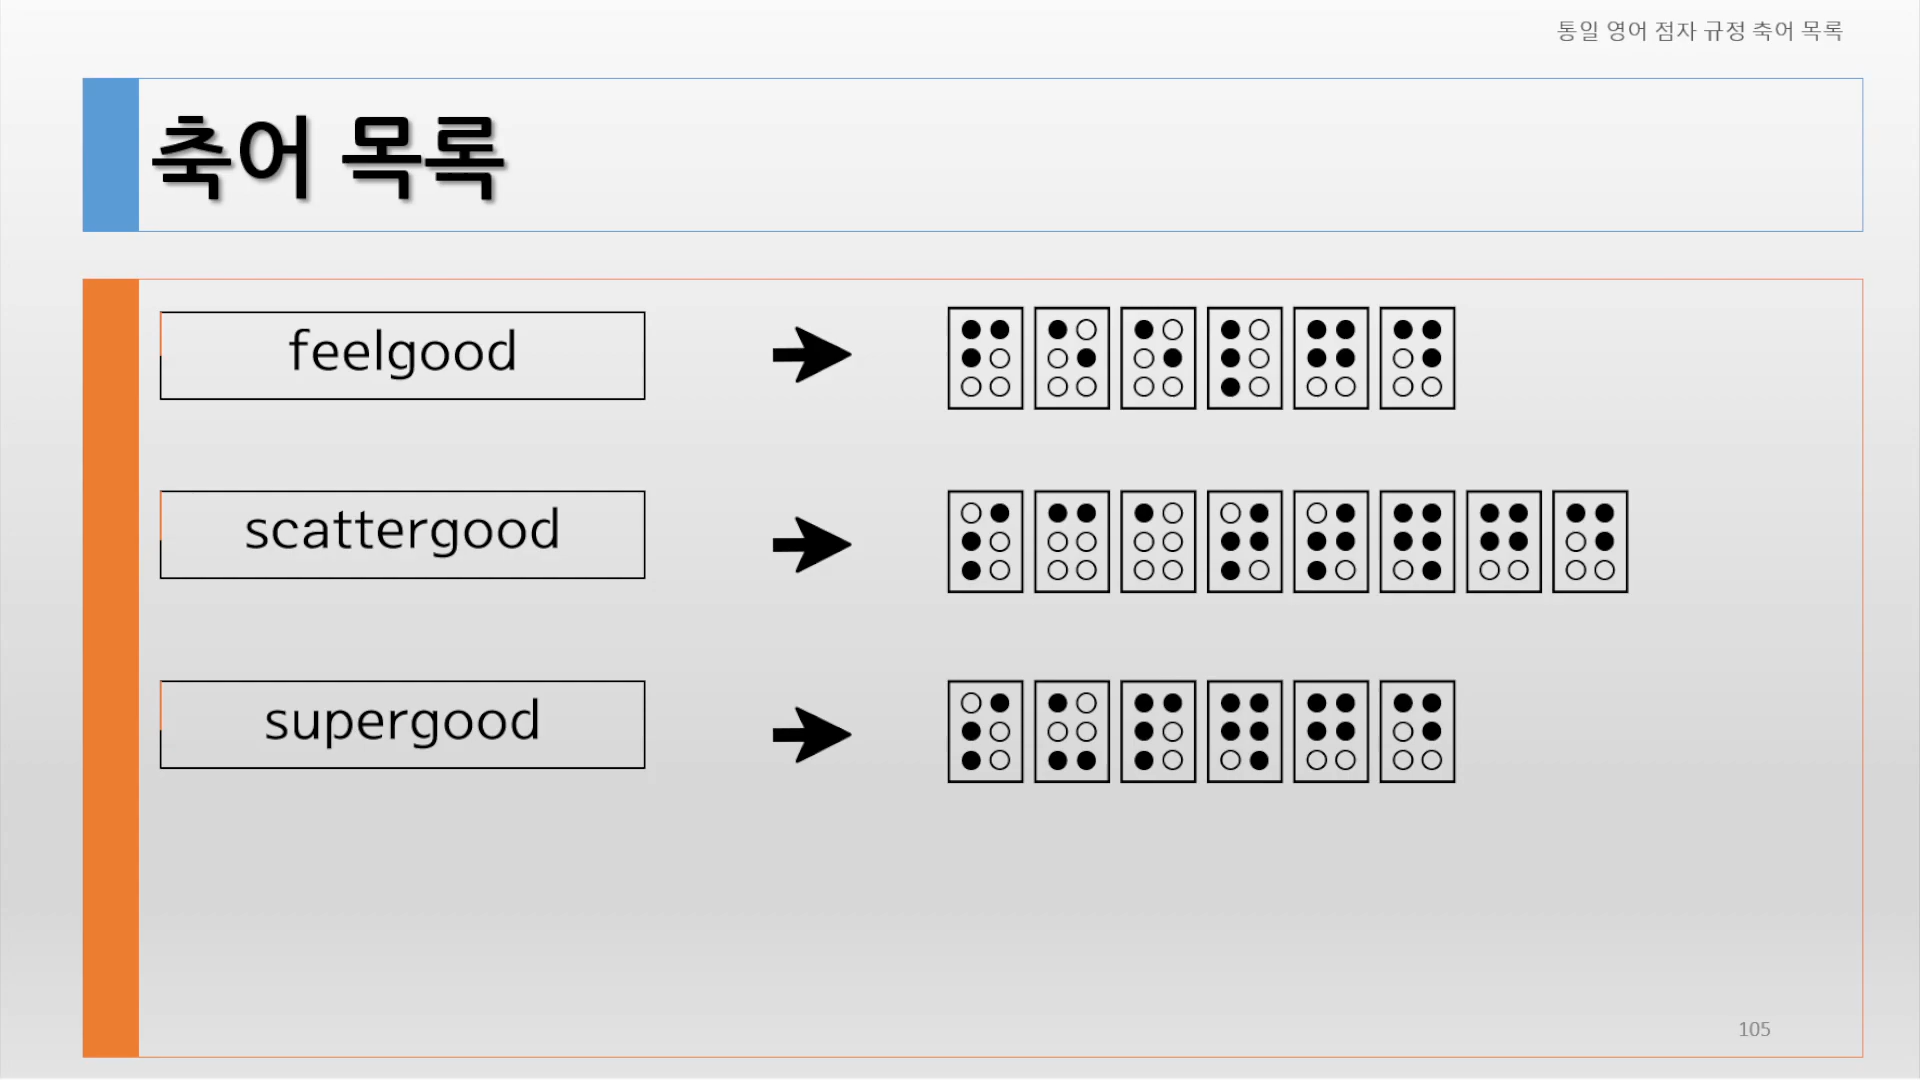 통일 영어 점자 규정 축어 목록
축어 목록
feelgood ➔ ⠋⠑⠑⠇⠛⠙
scattergood ➔ ⠎⠉⠁⠞⠞⠻⠛⠙
supergood ➔ ⠎⠥⠏⠻⠛⠙
105